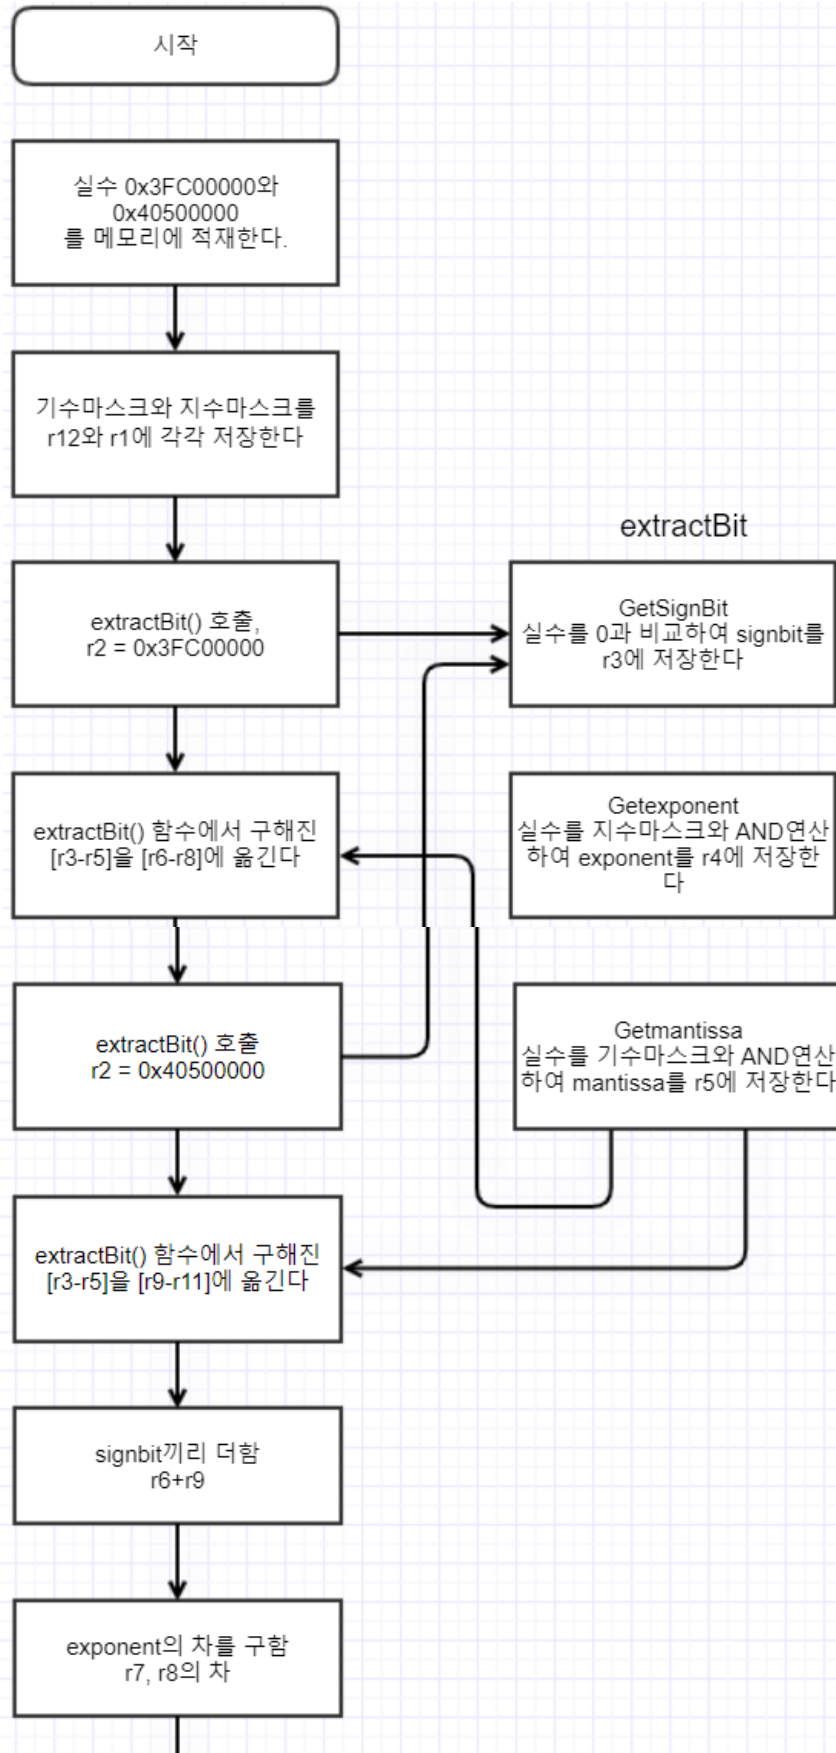 시작
실수 0x3FC00000와
0x40500000
를 메모리에 적재한다.
기수마스크와 지수마스크를
r12와 r1에 각각 저장한다
extractBit() 호출,
r2 = 0x3FC00000
extractBit
GetSignBit
실수를 0과 비교하여 signbit를
r3에 저장한다
extractBit() 함수에서 구해진
[r3-r5]을 [r6-r8]에 옮긴다
Getexponent
실수를 지수마스크와 AND연산
하여 exponent를 r4에 저장한
다
extractBit() 호출
r2 = 0x40500000
Getmantissa
실수를 기수마스크와 AND연산
하여 mantissa를 r5에 저장한다
extractBit() 함수에서 구해진
[r3-r5]을 [r9-r11]에 옮긴다
signbit끼리 더함
r6+r9
exponent의 차를 구함
r7, r8의 차